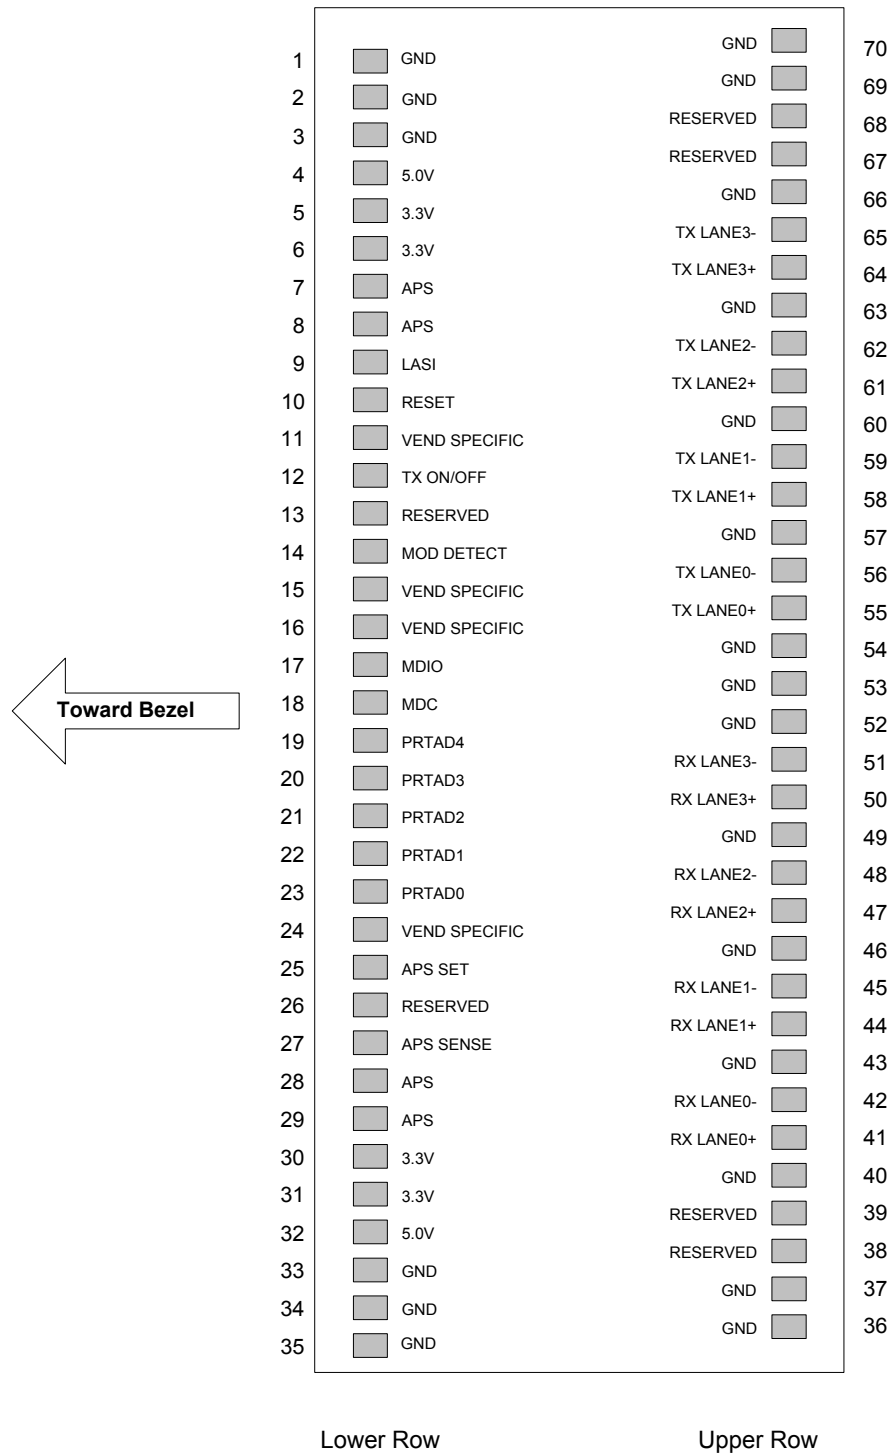 1 GND GND 70
2 GND GND 69
3 GND RESERVED 68
4 5.0V RESERVED 67
5 3.3V GND 66
6 3.3V TX LANE3- 65
7 APS TX LANE3+ 64
8 APS GND 63
9 LASI TX LANE2- 62
10 RESET TX LANE2+ 61
11 VEND SPECIFIC GND 60
12 TX ON/OFF TX LANE1- 59
13 RESERVED TX LANE1+ 58
14 MOD DETECT GND 57
15 VEND SPECIFIC TX LANE0- 56
16 VEND SPECIFIC TX LANE0+ 55
17 MDIO GND 54
18 MDC GND 53
Toward Bezel
19 PRTAD4 GND 52
20 PRTAD3 RX LANE3- 51
21 PRTAD2 RX LANE3+ 50
22 PRTAD1 GND 49
23 PRTAD0 RX LANE2- 48
24 VEND SPECIFIC RX LANE2+ 47
25 APS SET GND 46
26 RESERVED RX LANE1- 45
27 APS SENSE RX LANE1+ 44
28 APS GND 43
29 APS RX LANE0- 42
30 3.3V RX LANE0+ 41
31 3.3V GND 40
32 5.0V RESERVED 39
33 GND RESERVED 38
34 GND GND 37
35 GND GND 36
Lower Row Upper Row